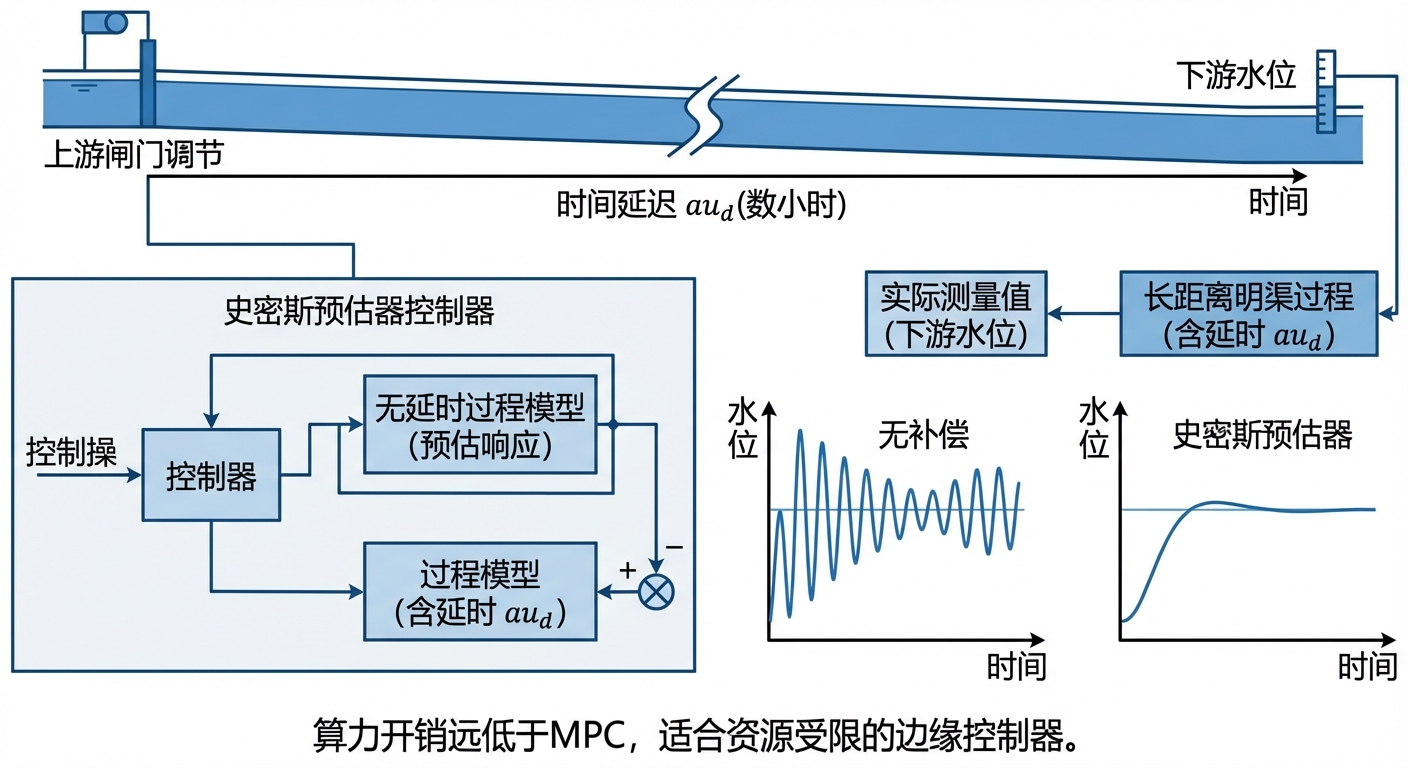 下游水位
上游闸门调节
时间延迟 au_d(数小时)
时间
史密斯预估器控制器
实际测量值
(下游水位)
长距离明渠过程
(含延时 au_d)
无延时过程模型
(预估响应)
控制操
控制器
过程模型
(含延时 au_d)
+
−
水位
无补偿
时间
水位
史密斯预估器
时间
算力开销远低于MPC，适合资源受限的边缘控制器。